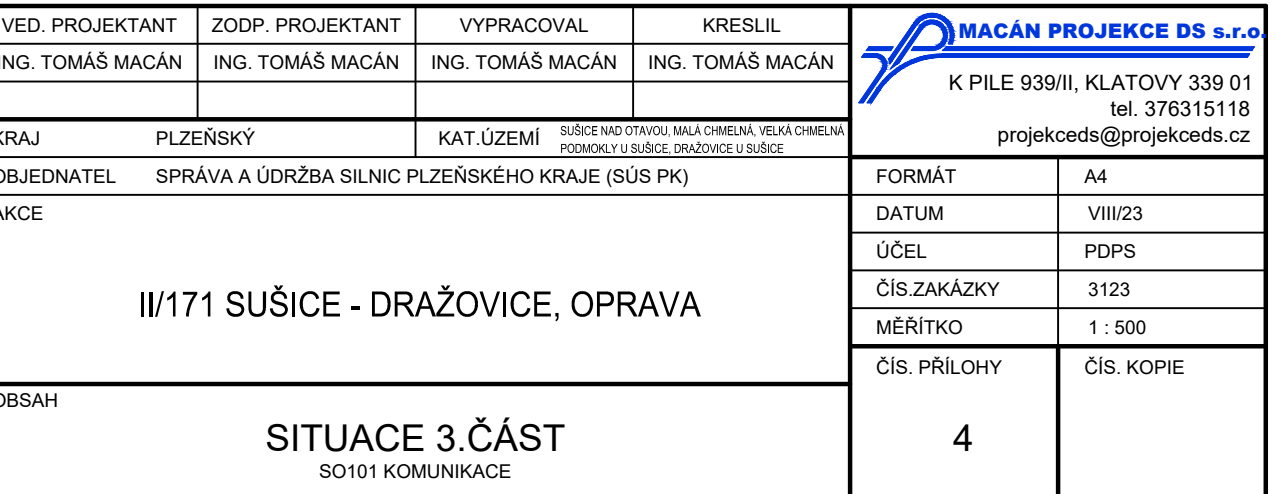 VED. PROJEKTANT ZODP. PROJEKTANT VYPRACOVAL KRESLIL
ING. TOMÁŠ MACÁN ING. TOMÁŠ MACÁN ING. TOMÁŠ MACÁN ING. TOMÁŠ MACÁN
KRAJ PLZEŇSKÝ KAT.ÚZEMÍ SUŠICE NAD OTAVOU, MALÁ CHMELNÁ, VELKÁ CHMELNÁ
PODMOKLY U SUŠICE, DRAŽOVICE U SUŠICE
OBJEDNATEL SPRÁVA A ÚDRŽBA SILNIC PLZEŇSKÉHO KRAJE (SÚS PK)
AKCE
II/171 SUŠICE - DRAŽOVICE, OPRAVA
OBSAH
SITUACE 3.ČÁST
SO101 KOMUNIKACE
MACÁN PROJEKCE DS s.r.o.
K PILE 939/II, KLATOVY 339 01
tel. 376315118
projekceds@projekceds.cz
FORMÁT A4
DATUM VIII/23
ÚČEL PDPS
ČÍS.ZAKÁZKY 3123
MĚŘÍTKO 1 : 500
ČÍS. PŘÍLOHY ČÍS. KOPIE
4